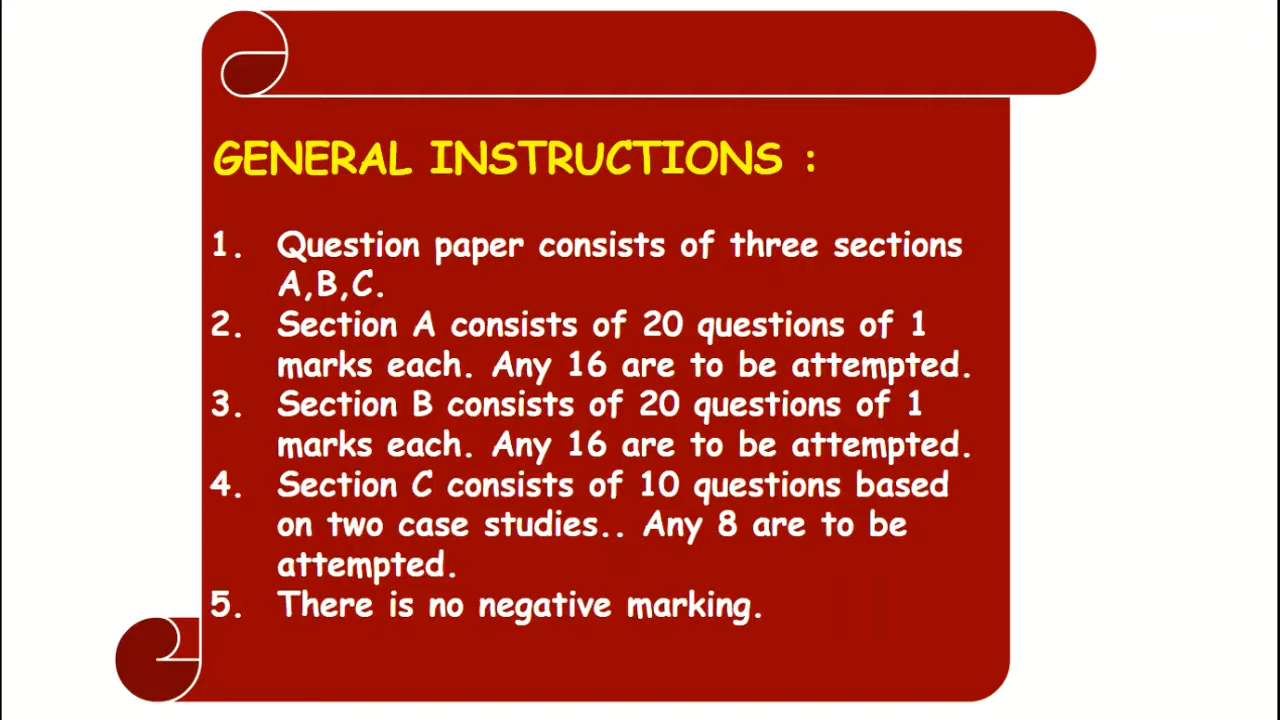 GENERAL INSTRUCTIONS :
1. Question paper consists of three sections
A,B,C.
2. Section A consists of 20 questions of 1
marks each. Any 16 are to be attempted.
3. Section B consists of 20 questions of 1
marks each. Any 16 are to be attempted.
4. Section C consists of 10 questions based
on two case studies.. Any 8 are to be
attempted.
5. There is no negative marking.